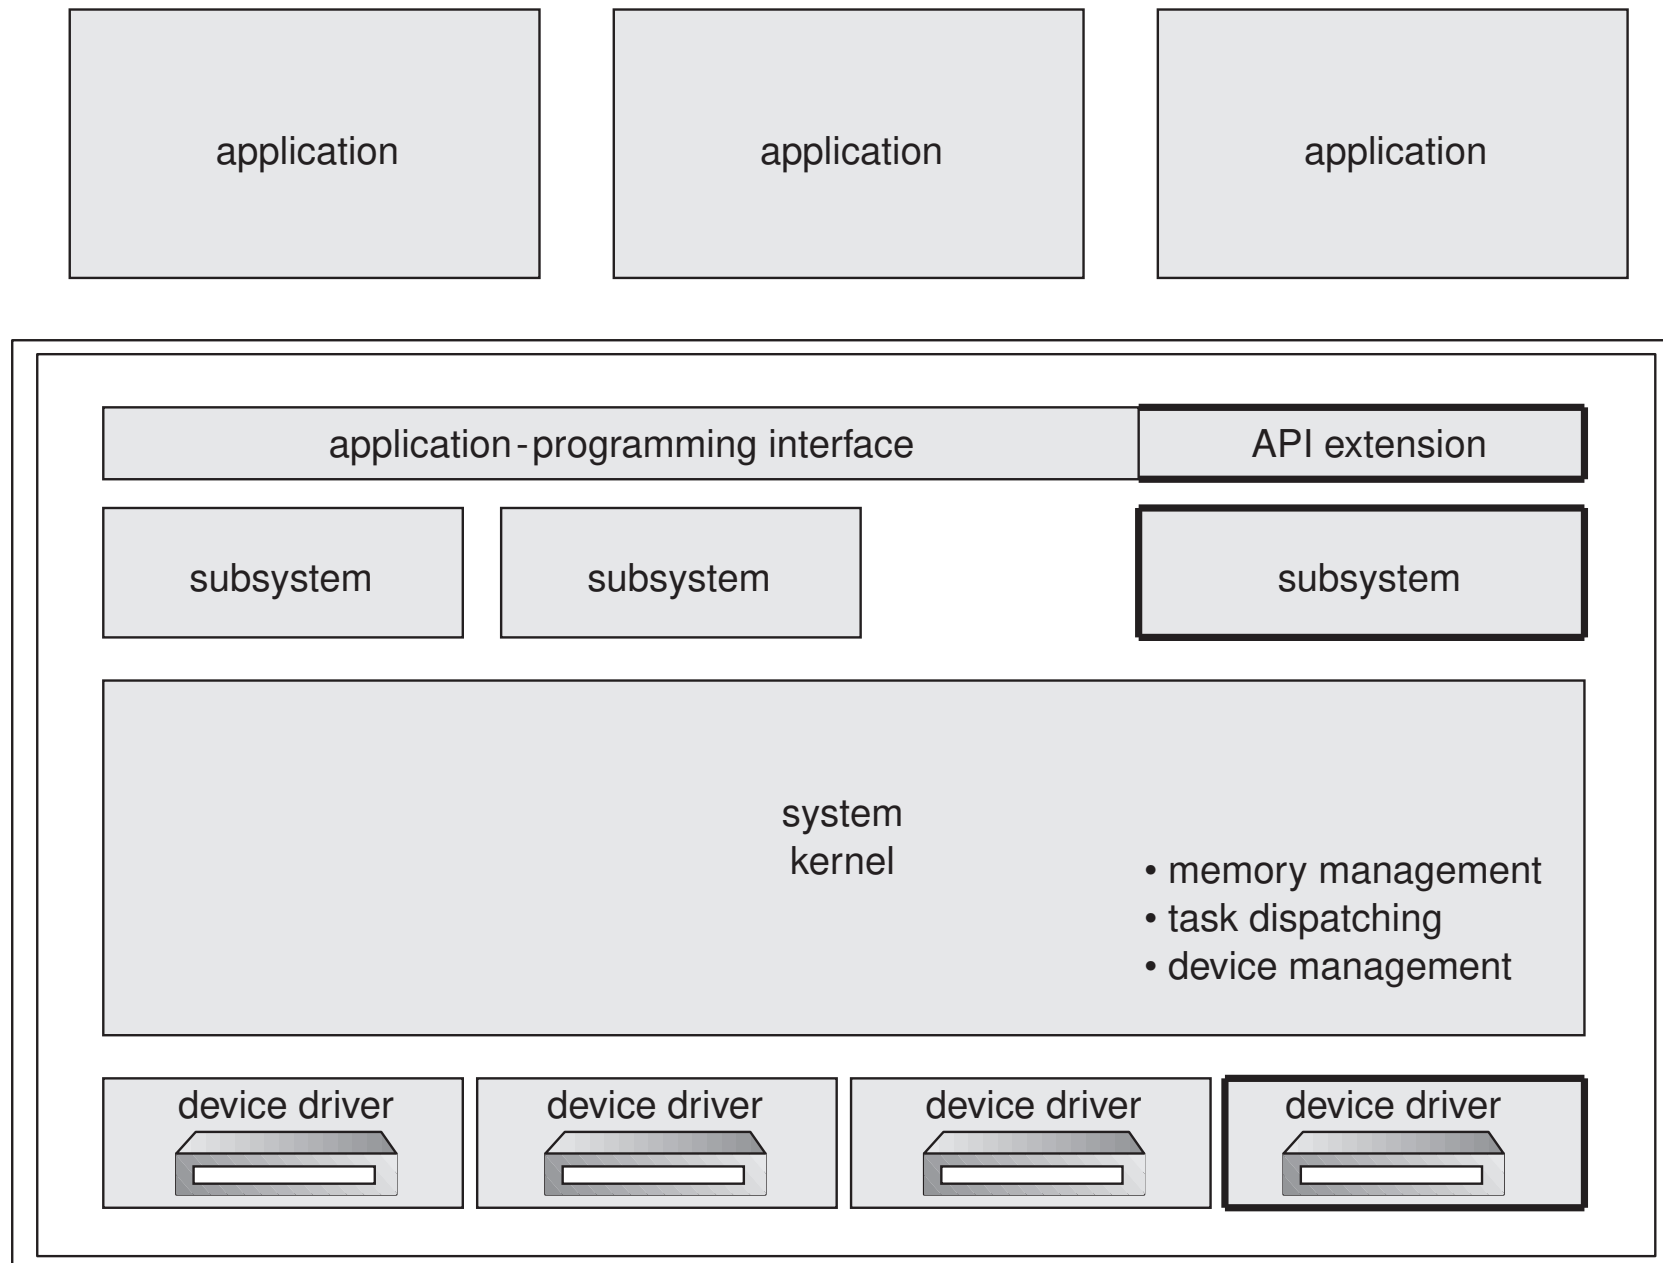 application
application
application
application-programming interface
API extension
subsystem
subsystem
subsystem
system
kernel
• memory management
• task dispatching
• device management
device driver
device driver
device driver
device driver